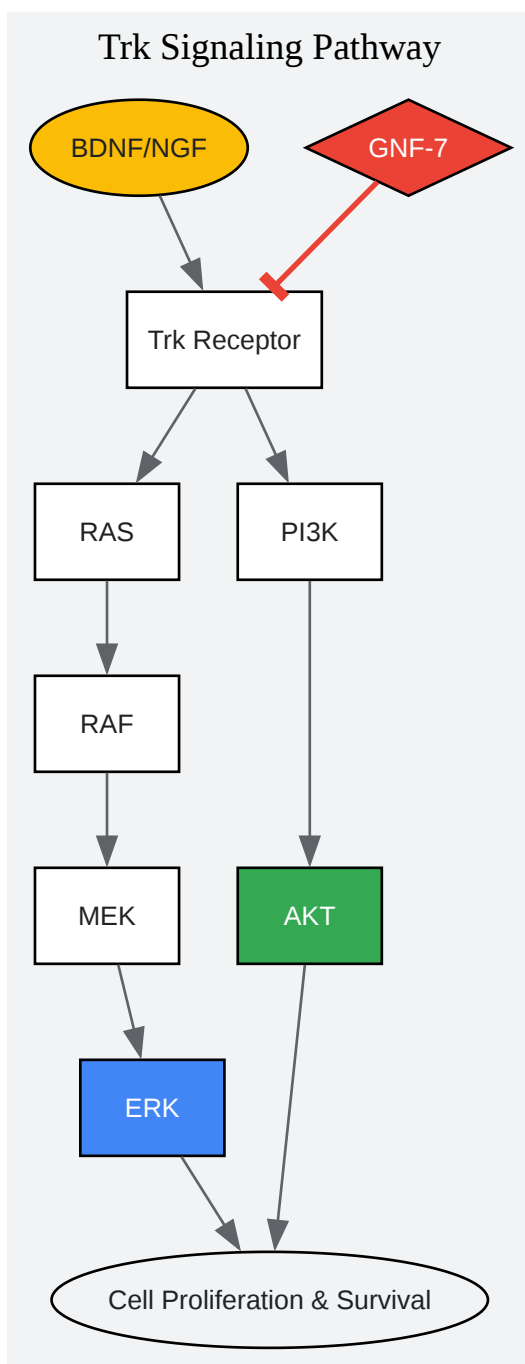 Trk Signaling Pathway
BDNF/NGF
GNF-7
Trk Receptor
RAS
PI3K
RAF
MEK
AKT
ERK
Cell Proliferation & Survival